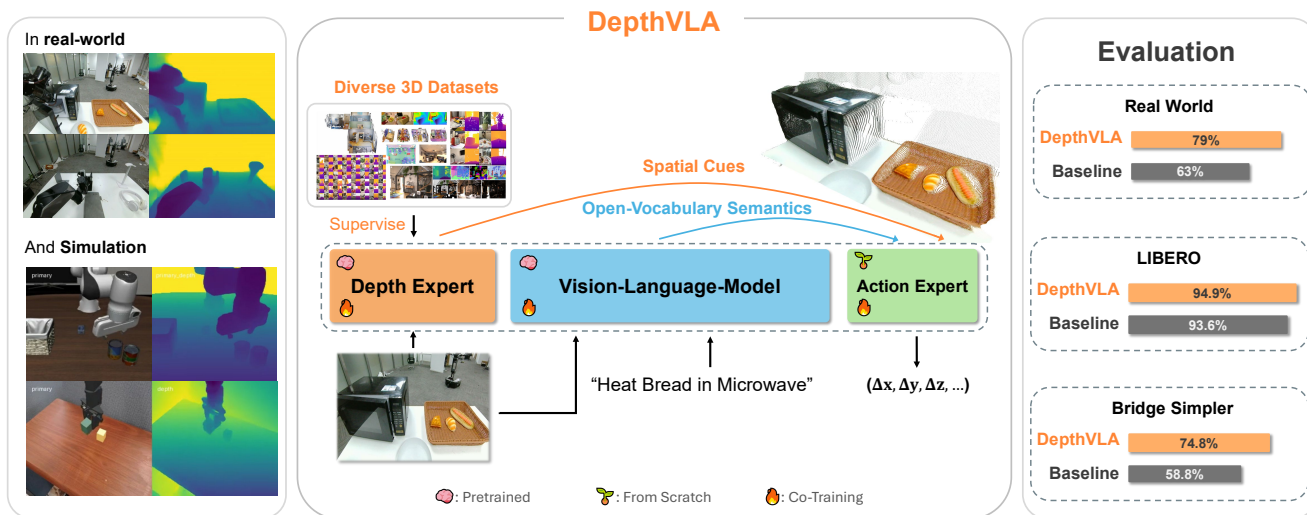 DepthVLA
In real-world
And Simulation
primary
primary_depth
primary
depth
Diverse 3D Datasets
Supervise
Spatial Cues
Open-Vocabulary Semantics
Depth Expert
Vision-Language-Model
Action Expert
“Heat Bread in Microwave”
(Δx, Δy, Δz, ...)
: Pretrained
: From Scratch
: Co-Training
Evaluation
Real World
DepthVLA
79%
Baseline
63%
LIBERO
DepthVLA
94.9%
Baseline
93.6%
Bridge Simpler
DepthVLA
74.8%
Baseline
58.8%